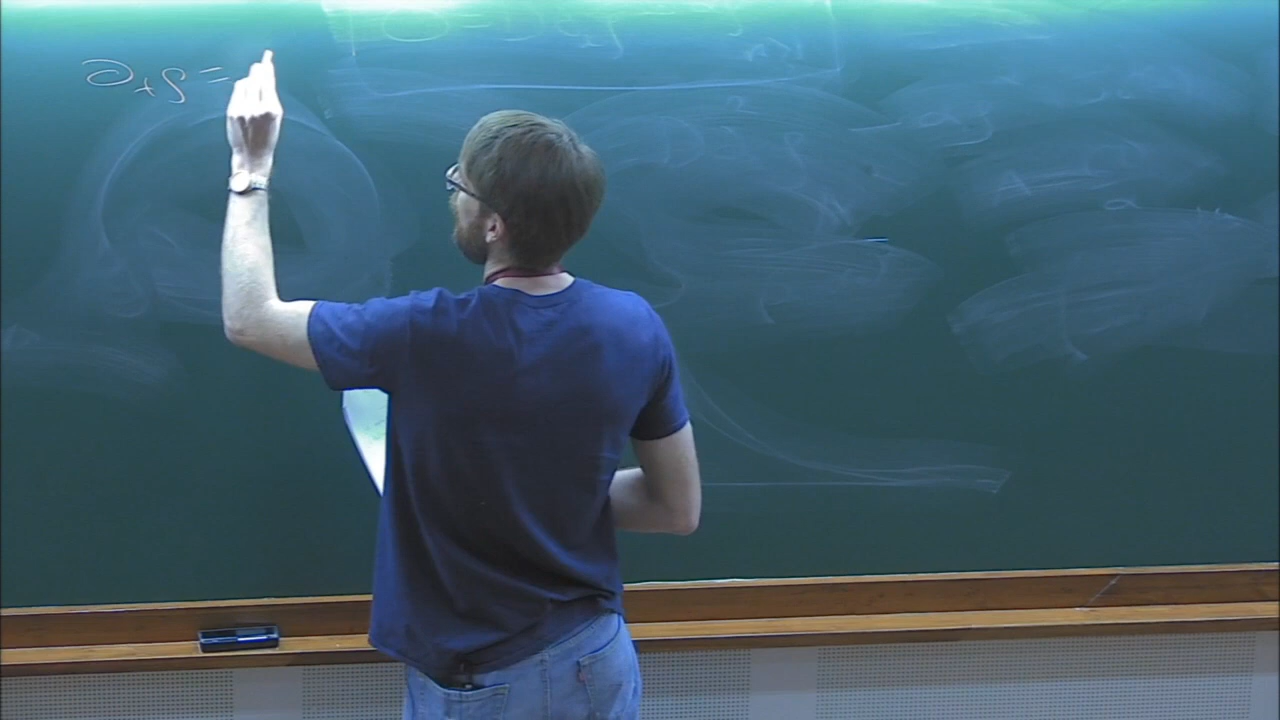 ∂ₜρ =